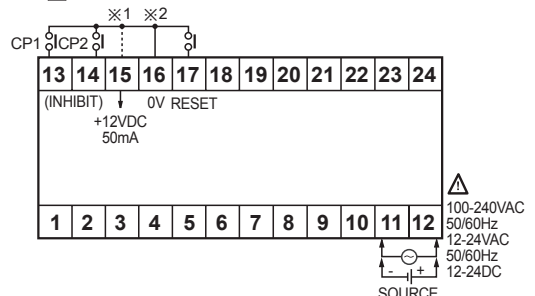 ※1 ※2
CP1 CP2
13 14 15 16 17 18 19 20 21 22 23 24
(INHIBIT) 0V RESET
+12VDC
50mA
1 2 3 4 5 6 7 8 9 10 11 12
100-240VAC
50/60Hz
12-24VAC
50/60Hz
12-24DC
- +
SOURCE